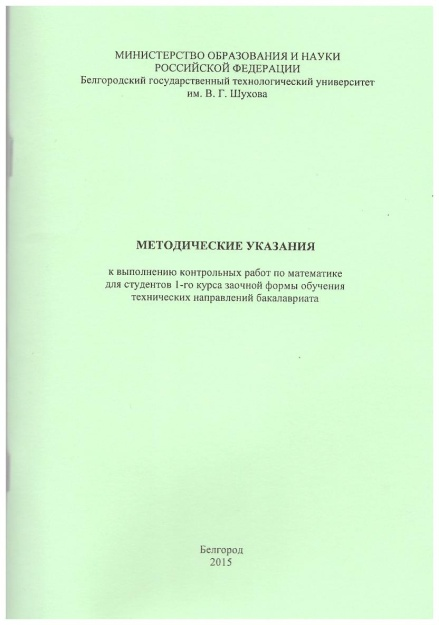 МИНИСТЕРСТВО ОБРАЗОВАНИЯ И НАУКИ
РОССИЙСКОЙ ФЕДЕРАЦИИ
Белгородский государственный технологический университет
им. В. Г. Шухова
МЕТОДИЧЕСКИЕ УКАЗАНИЯ
к выполнению контрольных работ по математике
для студентов 1-го курса заочной формы обучения
технических направлений бакалавриата
Белгород
2015